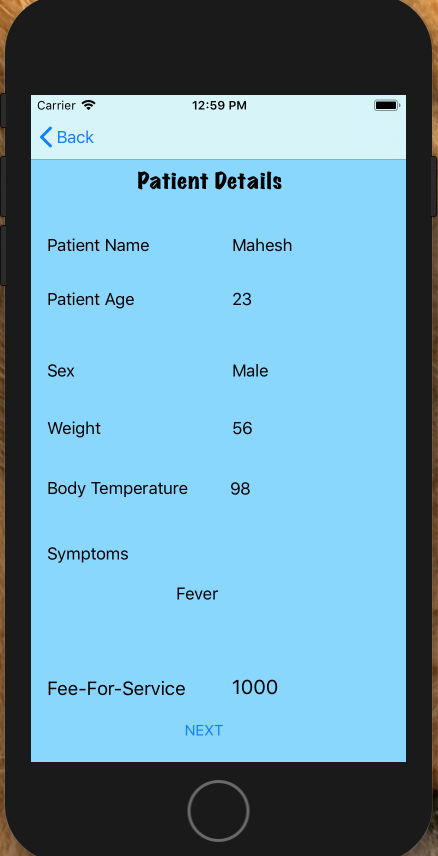 Carrier 12:59 PM
Back
Patient Details
Patient Name Mahesh
Patient Age 23
Sex Male
Weight 56
Body Temperature 98
Symptoms
Fever
Fee-For-Service 1000
NEXT